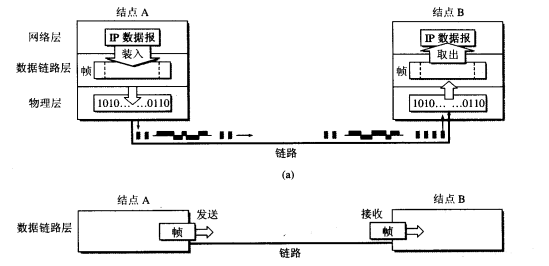 结点 A 结点 B
网络层 IP 数据报 IP 数据报
装入 取出
数据链路层 帧 帧
物理层 1010… …0110 1010… …0110
链路
(a)
结点 A 结点 B
发送 接收
数据链路层 帧 帧
链路